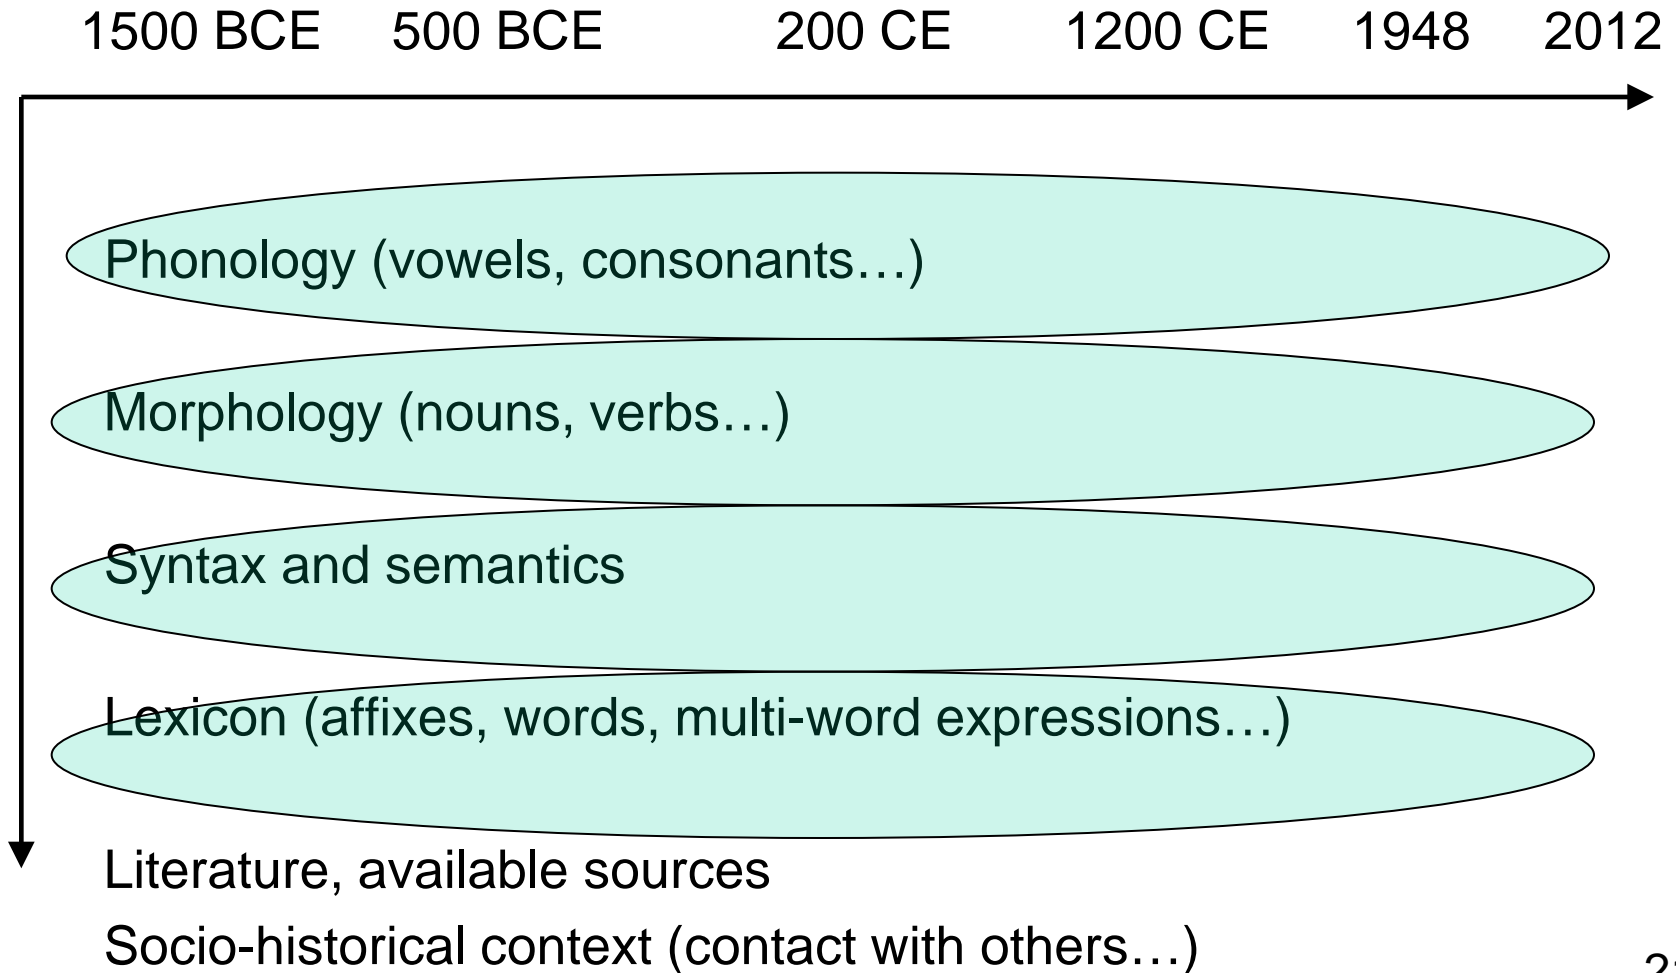 1500 BCE 500 BCE 200 CE 1200 CE 1948 2012
Phonology (vowels, consonants…)
Morphology (nouns, verbs…)
Syntax and semantics
Lexicon (affixes, words, multi-word expressions…)
Literature, available sources
Socio-historical context (contact with others…)